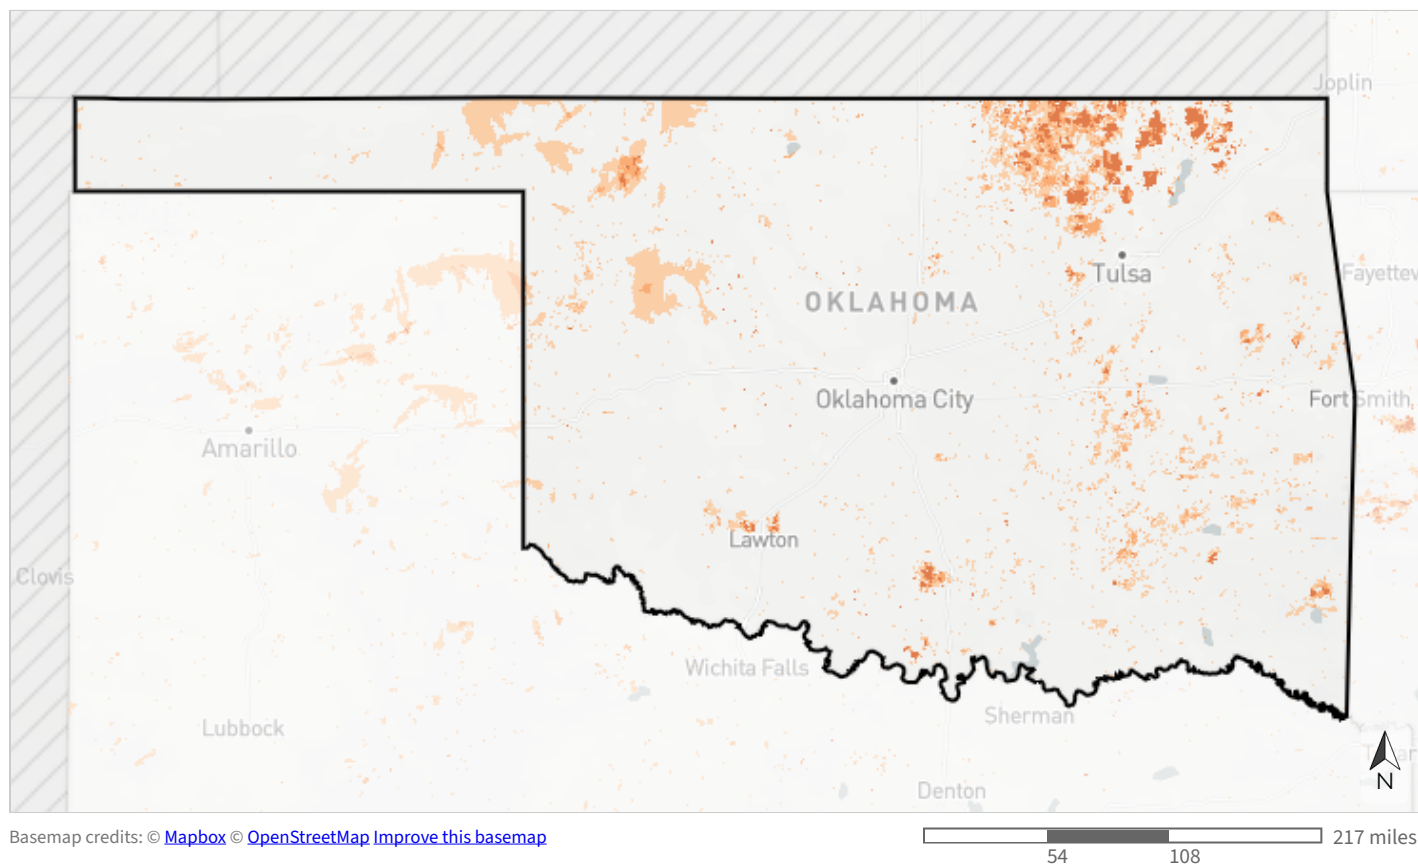 Joplin
Tulsa
Fayettev
OKLAHOMA
Oklahoma City
Fort Smith
Amarillo
Lawton
Clovis
Wichita Falls
Sherman
Lubbock
Denton
N
Basemap credits: © Mapbox © OpenStreetMap Improve this basemap
217 miles
54 108